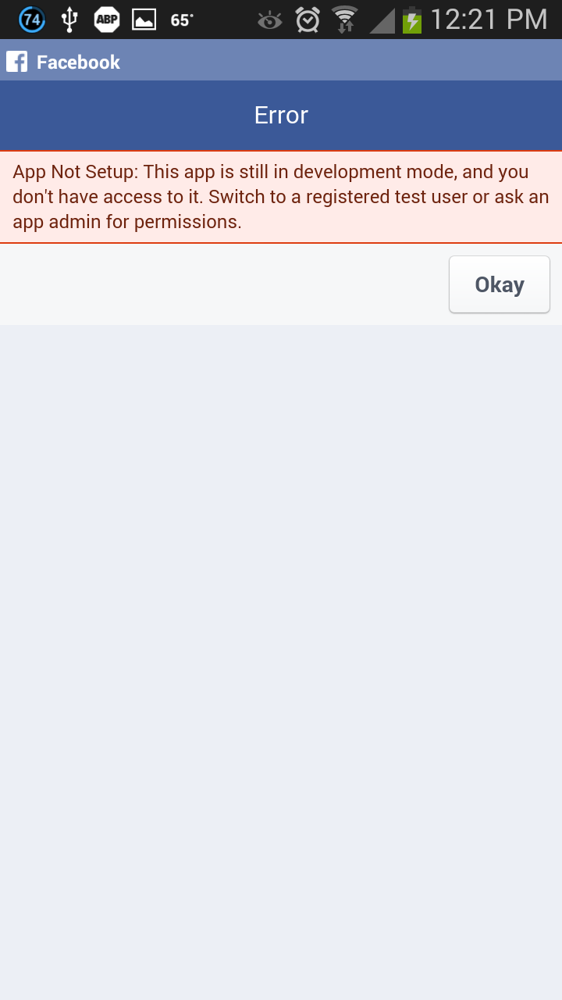 74 ABP 65° 12:21 PM
Facebook
Error
App Not Setup: This app is still in development mode, and you
don't have access to it. Switch to a registered test user or ask an
app admin for permissions.
Okay